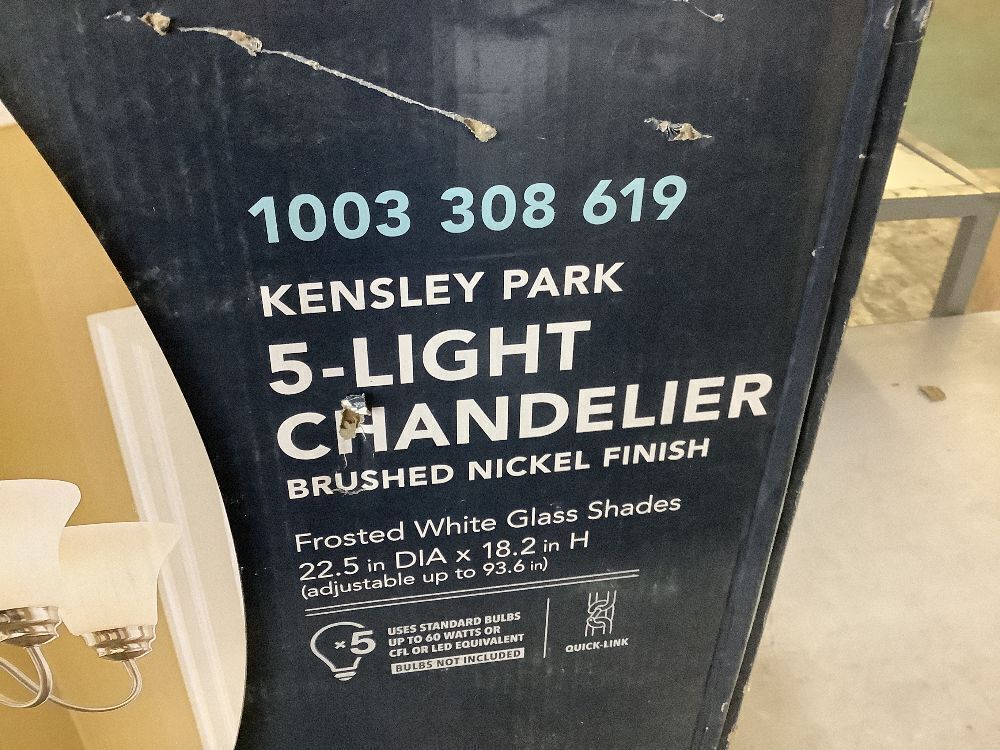 1003 308 619
KENSLEY PARK
5-LIGHT
CHANDELIER
BRUSHED NICKEL FINISH
Frosted White Glass Shades
22.5 in DIA x 18.2 in H
(adjustable up to 93.6 in)
×5
USES STANDARD BULBS
UP TO 60 WATTS OR
CFL OR LED EQUIVALENT
BULBS NOT INCLUDED
QUICK-LINK